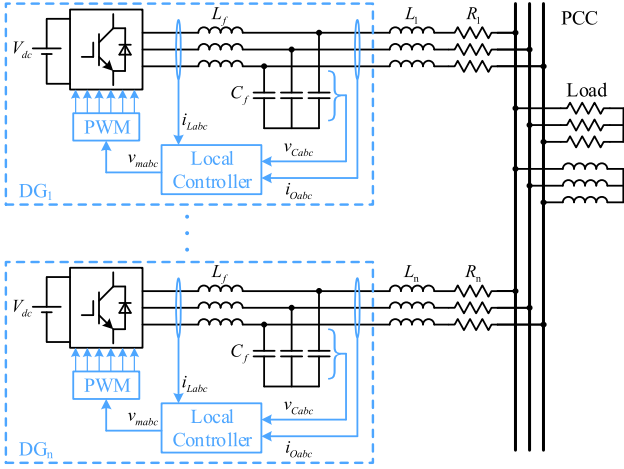 L_f L_1 R_1 PCC
V_dc
Load
C_f
PWM
i_Labc
v_Cabc
v_mabc
Local
Controller
i_Oabc
DG_1
L_f L_n R_n
V_dc
C_f
PWM
i_Labc
v_Cabc
v_mabc
Local
Controller
i_Oabc
DG_n